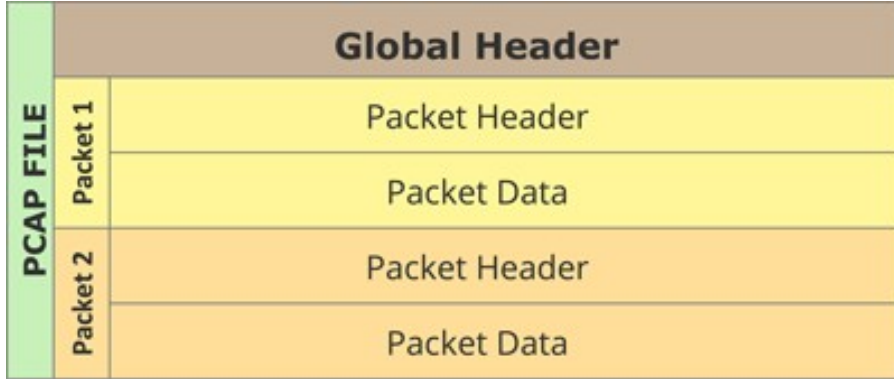 PCAP FILE
Global Header
Packet 1
Packet Header
Packet Data
Packet 2
Packet Header
Packet Data